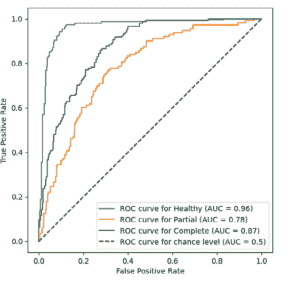 1.0
0.8
0.6
0.4
0.2
0.0
True Positive Rate
ROC curve for Healthy (AUC = 0.96)
ROC curve for Partial (AUC = 0.78)
ROC curve for Complete (AUC = 0.87)
ROC curve for chance level (AUC = 0.5)
0.0 0.2 0.4 0.6 0.8 1.0
False Positive Rate